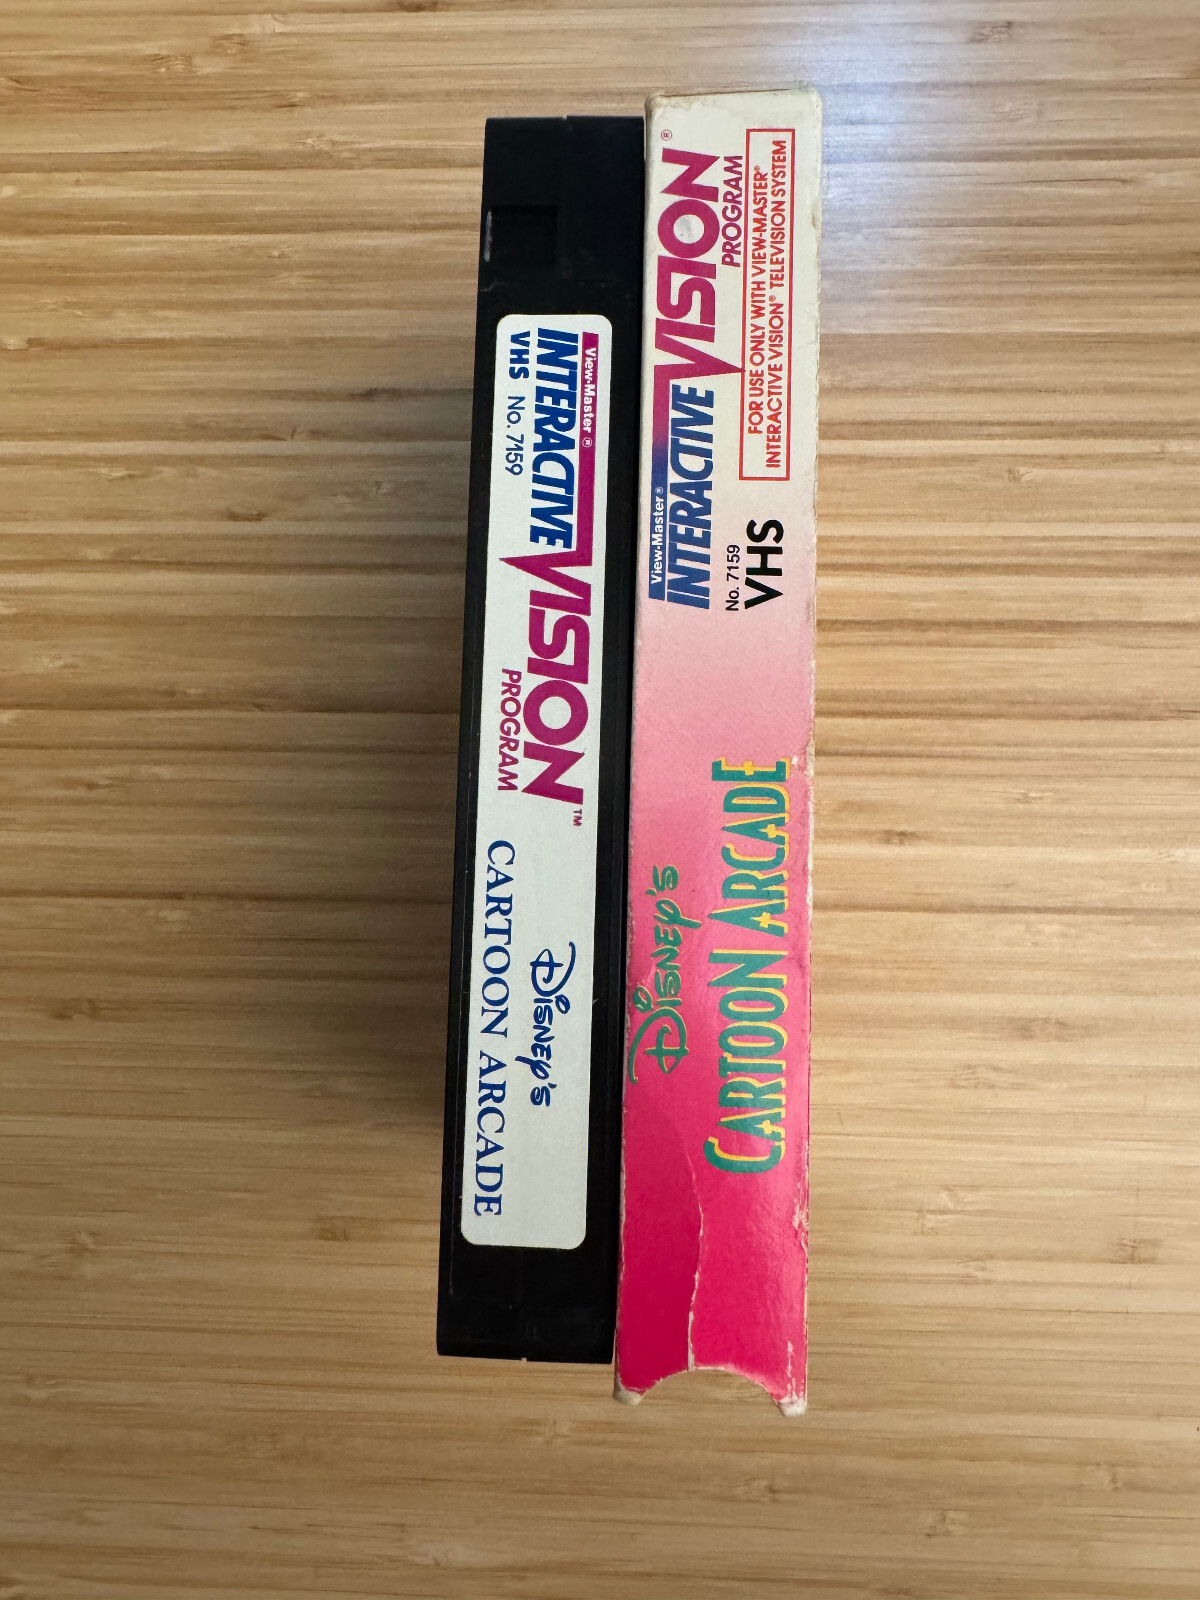 View-Master®
INTERACTIVE VISION™
VHS No. 7159
PROGRAM
Disney's
CARTOON ARCADE
View-Master®
INTERACTIVE VISION®
PROGRAM
No. 7159
VHS
FOR USE ONLY WITH VIEW-MASTER®
INTERACTIVE VISION® TELEVISION SYSTEM
Disney's
CARTOON ARCADE